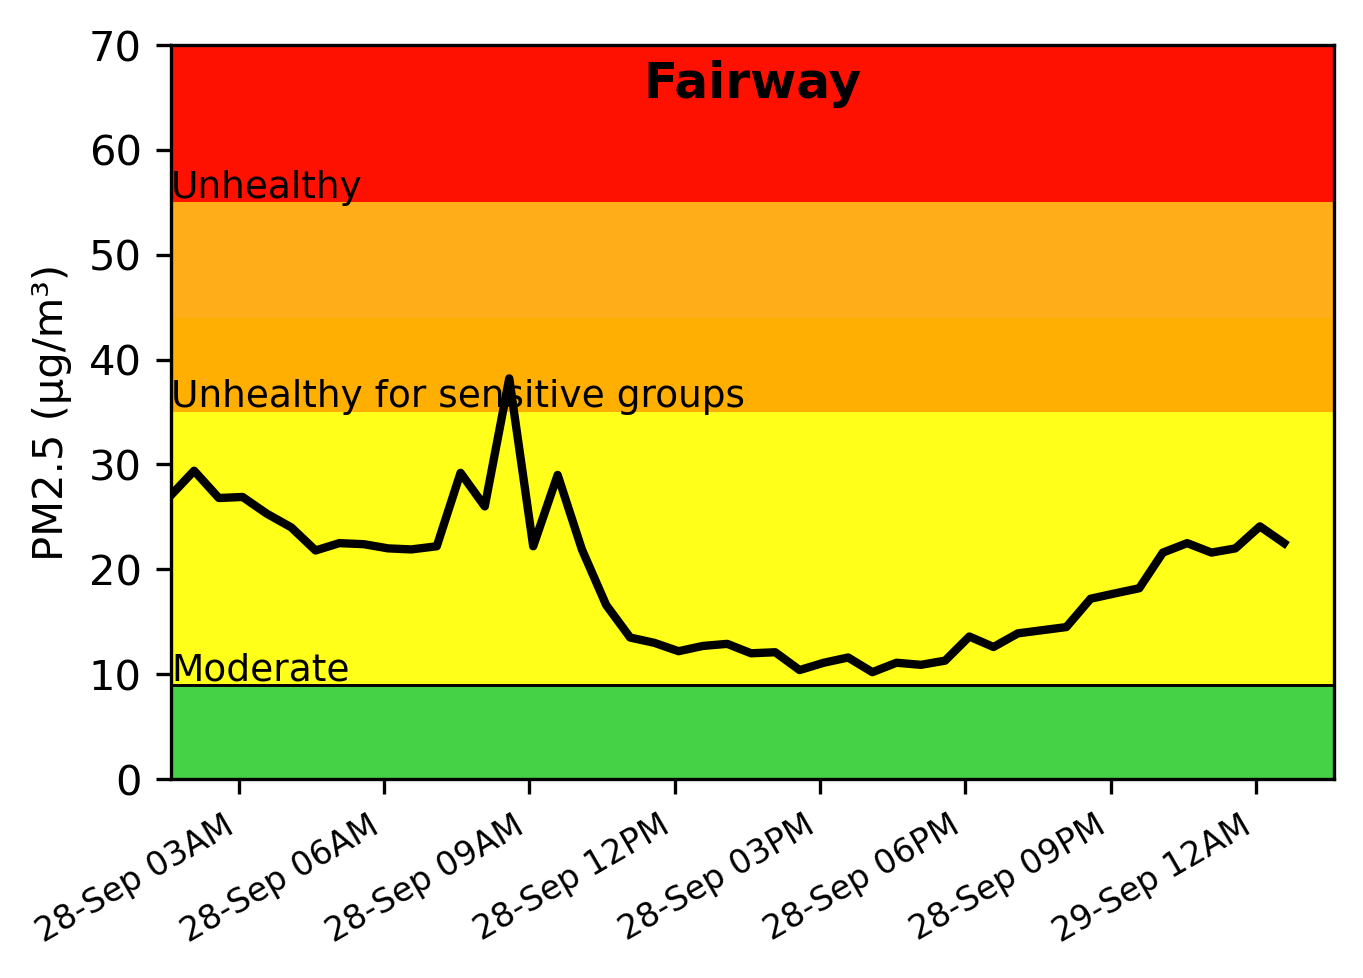 Fairway
70
60
50
40
30
20
10
0
PM2.5 (µg/m³)
Unhealthy
Unhealthy for sensitive groups
Moderate
28-Sep 03AM
28-Sep 06AM
28-Sep 09AM
28-Sep 12PM
28-Sep 03PM
28-Sep 06PM
28-Sep 09PM
29-Sep 12AM